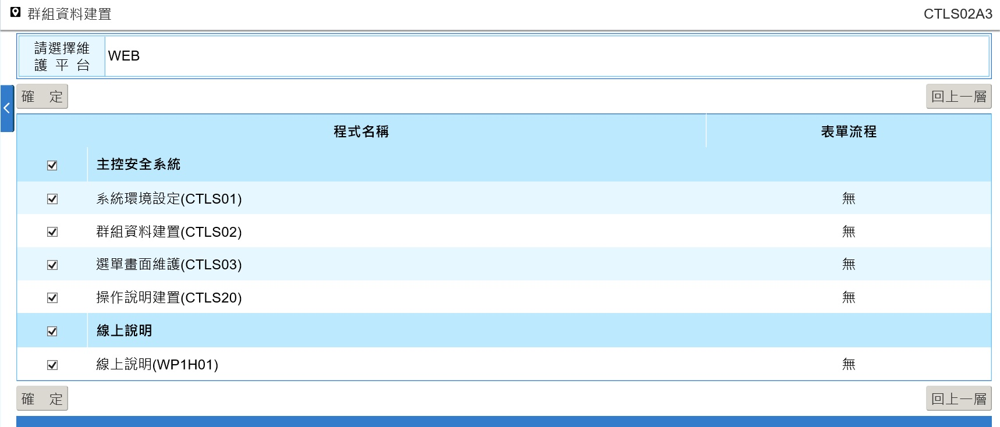 群組資料建置 CTLS02A3
請選擇維
護平台
WEB
確 定 回上一層
程式名稱 表單流程
主控安全系統
系統環境設定(CTLS01) 無
群組資料建置(CTLS02) 無
選單畫面維護(CTLS03) 無
操作說明建置(CTLS20) 無
線上說明
線上說明(WP1H01) 無
確 定 回上一層